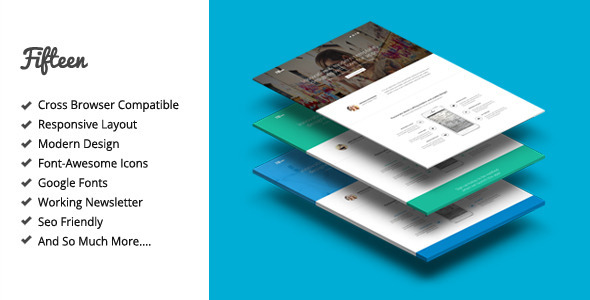 Fifteen
Cross Browser Compatible
Responsive Layout
Modern Design
Font-Awesome Icons
Google Fonts
Working Newsletter
Seo Friendly
And So Much More....